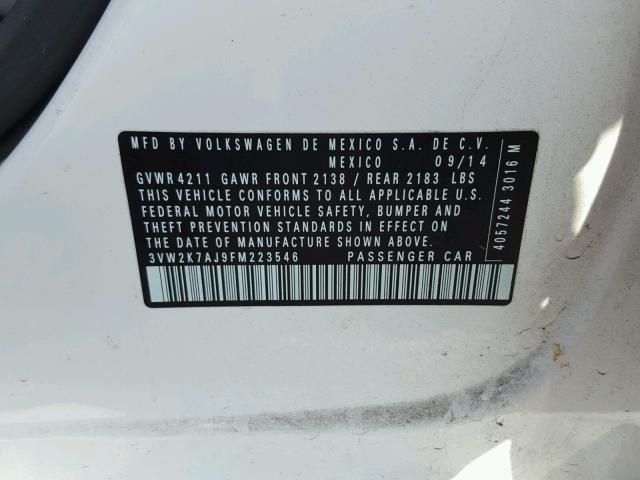 MFD BY VOLKSWAGEN DE MEXICO S.A. DE C.V.
MEXICO 09/14
GVWR 4211 GAWR FRONT 2138 / REAR 2183 LBS
THIS VEHICLE CONFORMS TO ALL APPLICABLE U.S.
FEDERAL MOTOR VEHICLE SAFETY, BUMPER AND
THEFT PREVENTION STANDARDS IN EFFECT ON
THE DATE OF MANUFACTURE SHOWN ABOVE.
3VW2K7AJ9FM223546 PASSENGER CAR
4057244 3016 M